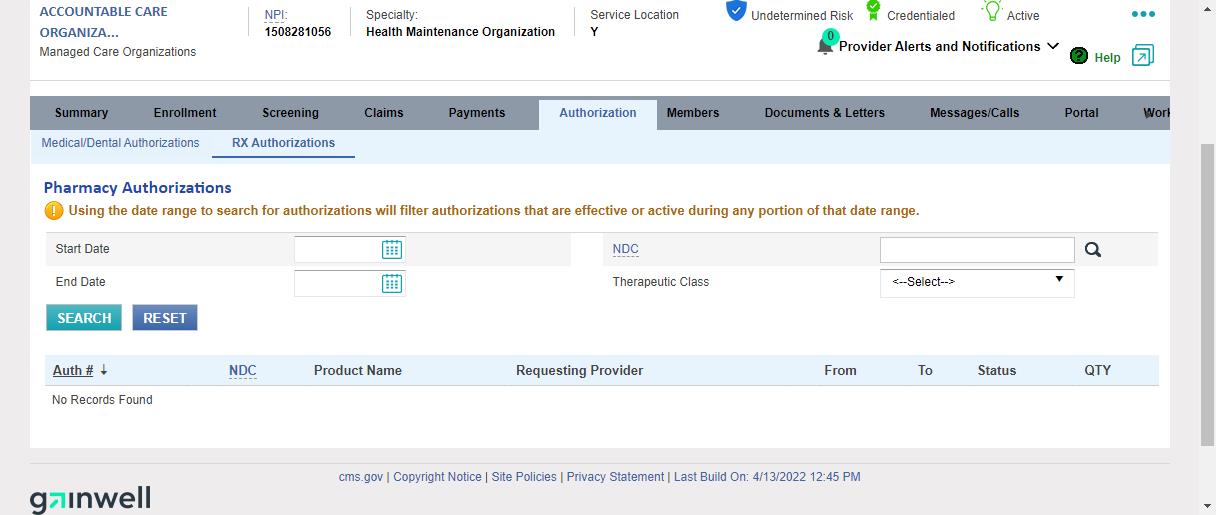 ACCOUNTABLE CARE
ORGANIZA...
Managed Care Organizations
NPI:
1508281056
Specialty:
Health Maintenance Organization
Service Location
Y
Undetermined Risk
Credentialed
Active
0
Provider Alerts and Notifications
Help
Summary Enrollment Screening Claims Payments Authorization Members Documents & Letters Messages/Calls Portal Work
Medical/Dental Authorizations RX Authorizations
Pharmacy Authorizations
Using the date range to search for authorizations will filter authorizations that are effective or active during any portion of that date range.
Start Date NDC
End Date Therapeutic Class <--Select-->
SEARCH RESET
Auth # NDC Product Name Requesting Provider From To Status QTY
No Records Found
cms.gov | Copyright Notice | Site Policies | Privacy Statement | Last Build On: 4/13/2022 12:45 PM
gainwell